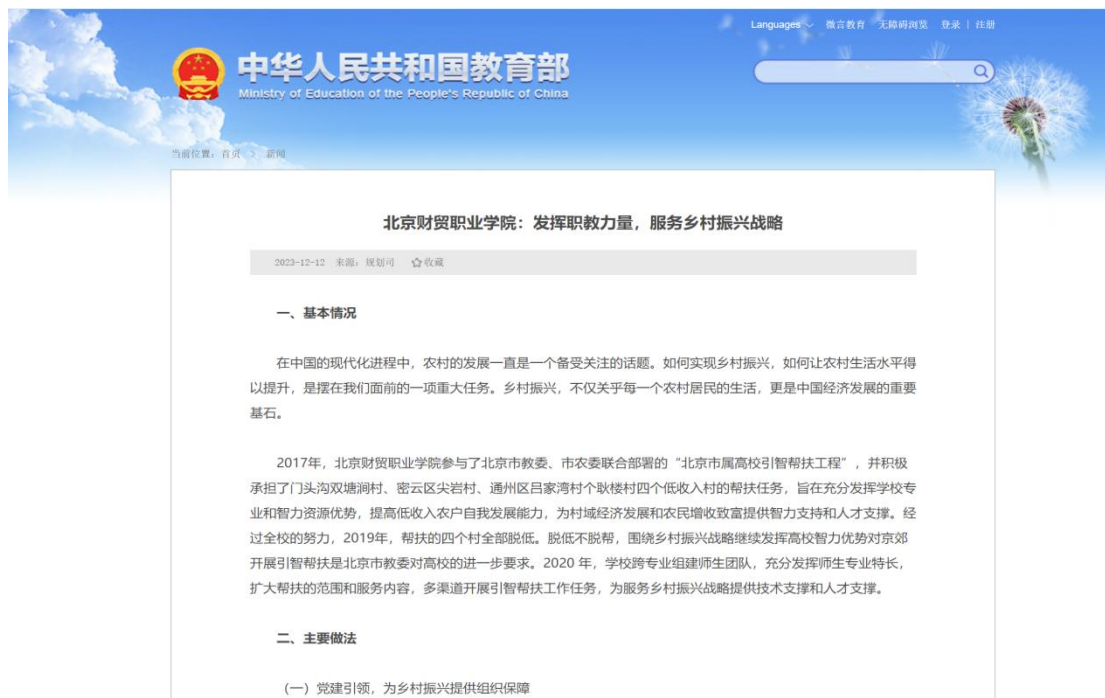 Languages 微言教育 无障碍浏览 登录 | 注册
中华人民共和国教育部
Ministry of Education of the People's Republic of China
当前位置：首页 > 新闻
北京财贸职业学院：发挥职教力量，服务乡村振兴战略
2023-12-12 来源：规划司 收藏
一、基本情况
在中国的现代化进程中，农村的发展一直是一个备受关注的话题。如何实现乡村振兴，如何让农村生活水平得
以提升，是摆在我们面前的一项重大任务。乡村振兴，不仅关乎每一个农村居民的生活，更是中国经济发展的重要
基石。
2017年，北京财贸职业学院参与了北京市教委、市农委联合部署的“北京市属高校引智帮扶工程”，并积极
承担了门头沟双塘涧村、密云区尖岩村、通州区吕家湾村个耿楼村四个低收入村的帮扶任务，旨在充分发挥学校专
业和智力资源优势，提高低收入农户自我发展能力，为村域经济发展和农民增收致富提供智力支持和人才支撑。经
过全校的努力，2019年，帮扶的四个村全部脱低。脱低不脱帮，围绕乡村振兴战略继续发挥高校智力优势对京郊
开展引智帮扶是北京市教委对高校的进一步要求。2020 年，学校跨专业组建师生团队，充分发挥师生专业特长，
扩大帮扶的范围和服务内容，多渠道开展引智帮扶工作任务，为服务乡村振兴战略提供技术支撑和人才支撑。
二、主要做法
（一）党建引领，为乡村振兴提供组织保障